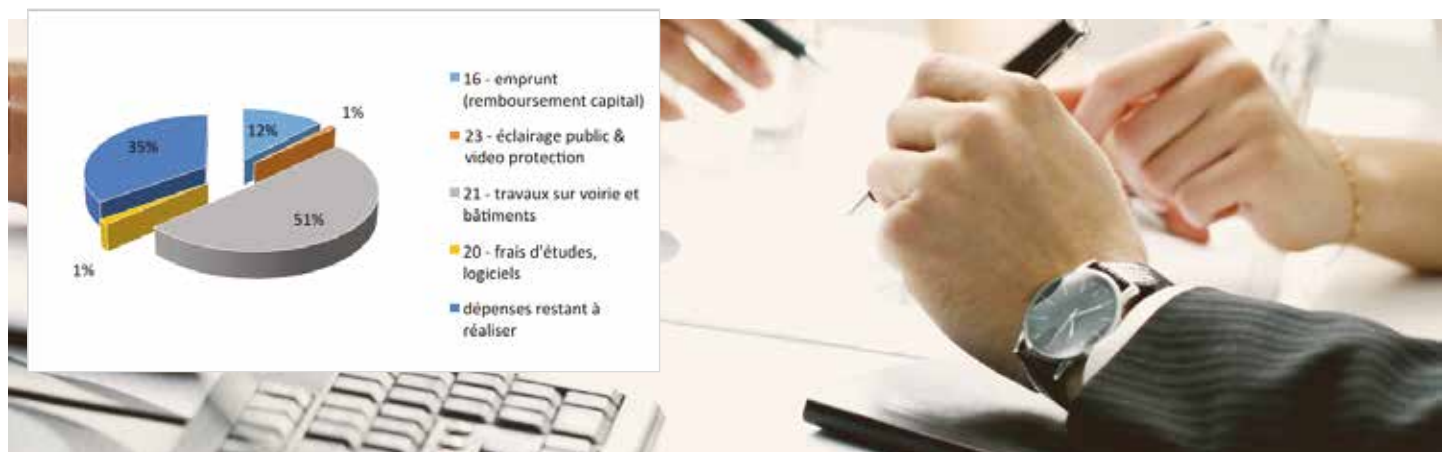 12%
1%
35%
51%
1%
16 - emprunt
(remboursement capital)
23 - éclairage public &
video protection
21 - travaux sur voirie et
bâtiments
20 - frais d'études,
logiciels
dépenses restant à
réaliser